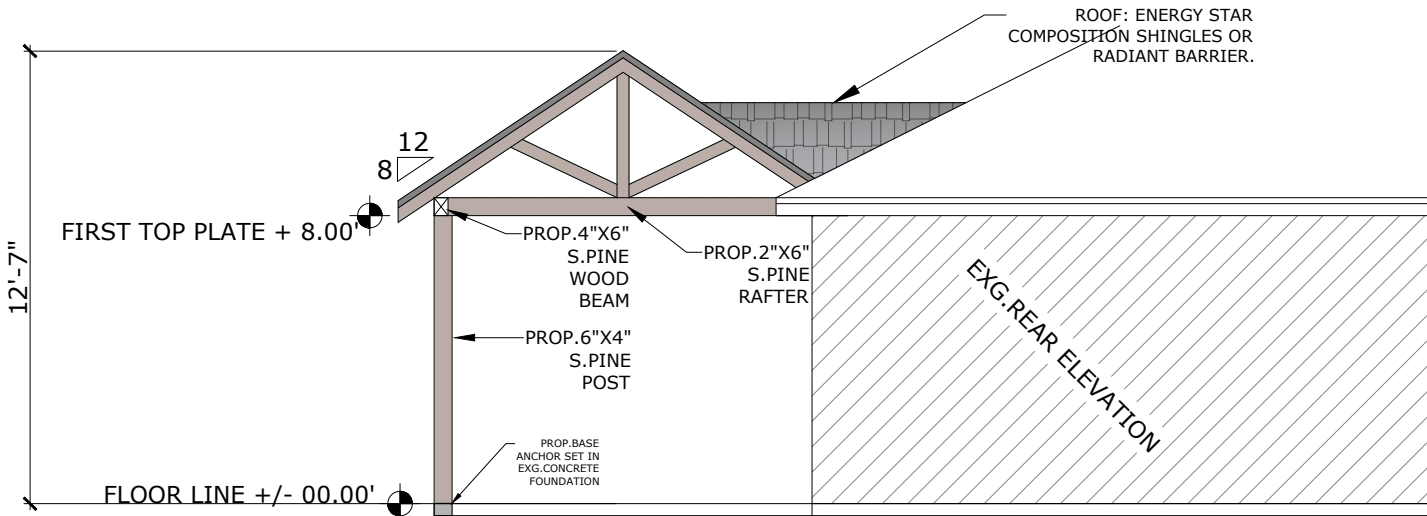 ROOF: ENERGY STAR
COMPOSITION SHINGLES OR
RADIANT BARRIER.
12
8
FIRST TOP PLATE + 8.00'
12'-7"
PROP.4"X6"
S.PINE
WOOD
BEAM
PROP.2"X6"
S.PINE
RAFTER
EXG.REAR ELEVATION
PROP.6"X4"
S.PINE
POST
PROP.BASE
ANCHOR SET IN
EXG.CONCRETE
FOUNDATION
FLOOR LINE +/- 00.00'